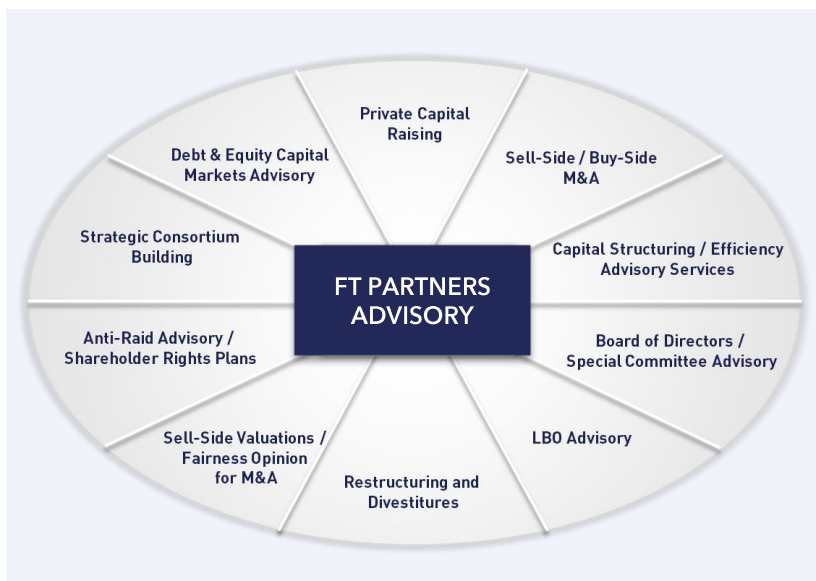 Private Capital
Raising
Debt & Equity Capital
Markets Advisory
Sell-Side / Buy-Side
M&A
Strategic Consortium
Building
Capital Structuring / Efficiency
Advisory Services
FT PARTNERS
ADVISORY
Anti-Raid Advisory /
Shareholder Rights Plans
Board of Directors /
Special Committee Advisory
Sell-Side Valuations /
Fairness Opinion
for M&A
LBO Advisory
Restructuring and
Divestitures